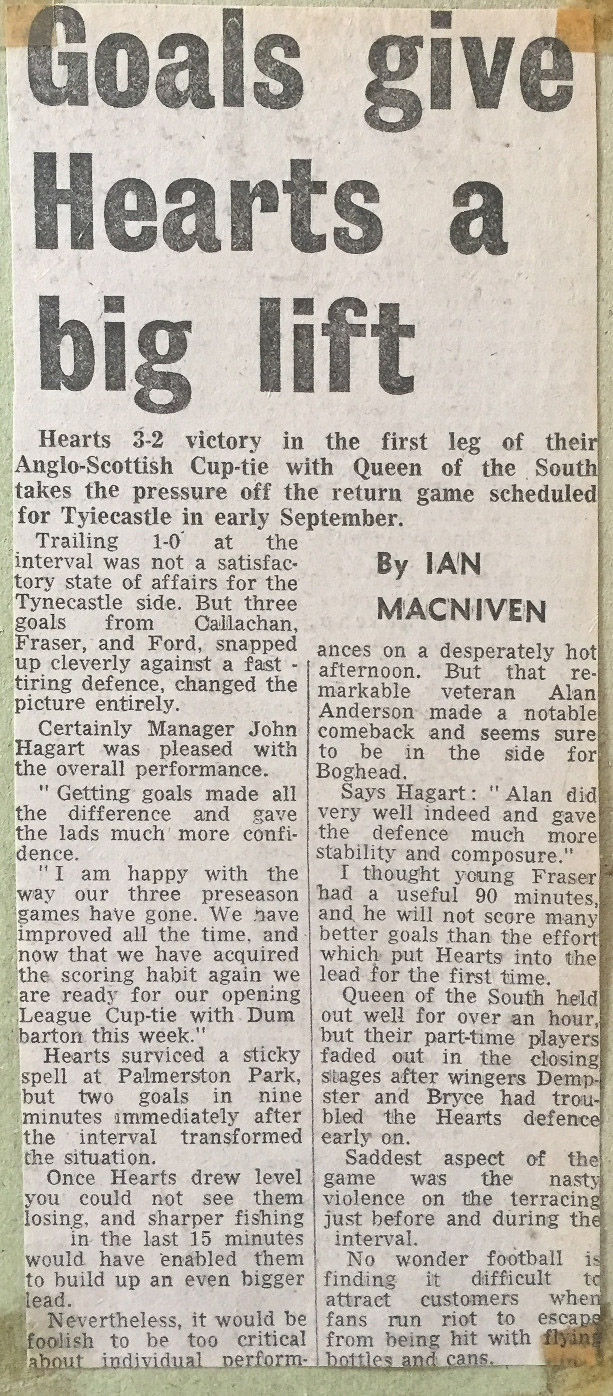 Goals give
Hearts a
big lift
Hearts 3-2 victory in the first leg of their
Anglo-Scottish Cup-tie with Queen of the South
takes the pressure off the return game scheduled
for Tyiecastle in early September.
Trailing 1-0 at the
interval was not a satisfac-
tory state of affairs for the
Tynecastle side. But three
goals from Callachan,
Fraser, and Ford, snapped
up cleverly against a fast -
tiring defence, changed the
picture entirely.
Certainly Manager John
Hagart was pleased with
the overall performance.
" Getting goals made all
the difference and gave
the lads much more confi-
dence.
"I am happy with the
way our three preseason
games have gone. We have
improved all the time, and
now that we have acquired
the scoring habit again we
are ready for our opening
League Cup-tie with Dum
barton this week."
Hearts surviced a sticky
spell at Palmerston Park,
but two goals in nine
minutes immediately after
the interval transformed
the situation.
Once Hearts drew level
you could not see them
losing, and sharper fishing
in the last 15 minutes
would have enabled them
to build up an even bigger
lead.
Nevertheless, it would be
foolish to be too critical
about individual perform-
By IAN
MACNIVEN
ances on a desperately hot
afternoon. But that re-
markable veteran Alan
Anderson made a notable
comeback and seems sure
to be in the side for
Boghead.
Says Hagart: " Alan did
very well indeed and gave
the defence much more
stability and composure."
I thought young Fraser
had a useful 90 minutes,
and he will not score many
better goals than the effort
which put Hearts into the
lead for the first time.
Queen of the South held
out well for over an hour,
but their part-time players
faded out in the closing
stages after wingers Demp-
ster and Bryce had trou-
bled the Hearts defence
early on.
Saddest aspect of the
game was the nasty
violence on the terracing
just before and during the
interval.
No wonder football is
finding it difficult to
attract customers when
fans run riot to escape
from being hit with flying
bottles and cans.